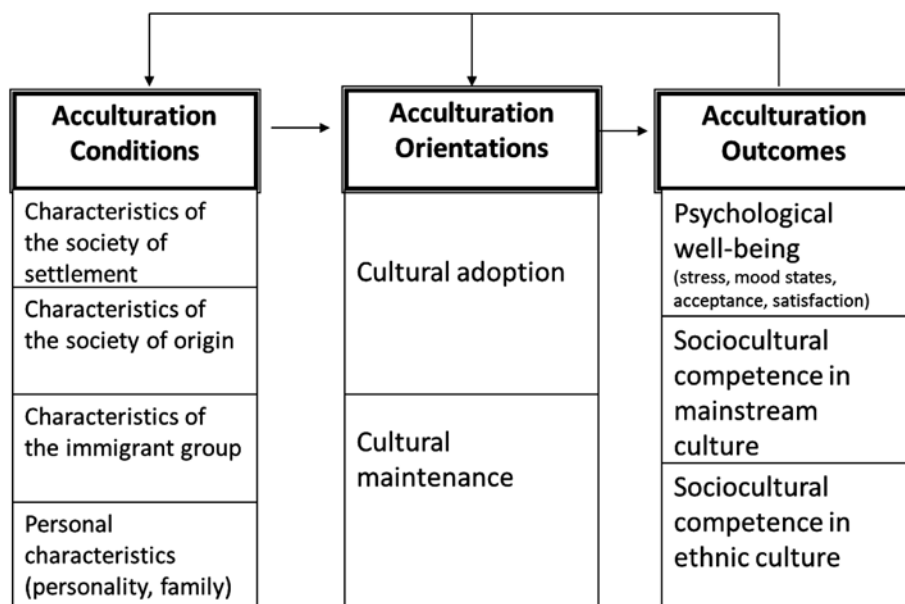 Acculturation
Conditions
Characteristics of
the society of
settlement
Characteristics of
the society of origin
Characteristics of
the immigrant group
Personal
characteristics
(personality, family)
Acculturation
Orientations
Cultural adoption
Cultural
maintenance
Acculturation
Outcomes
Psychological
well-being
(stress, mood states,
acceptance, satisfaction)
Sociocultural
competence in
mainstream
culture
Sociocultural
competence in
ethnic culture